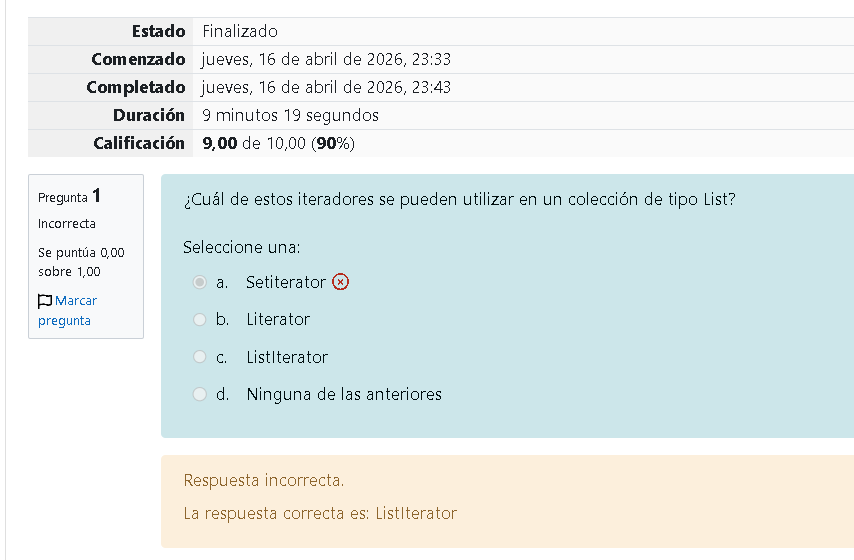 Estado Finalizado
Comenzado jueves, 16 de abril de 2026, 23:33
Completado jueves, 16 de abril de 2026, 23:43
Duración 9 minutos 19 segundos
Calificación 9,00 de 10,00 (90%)
Pregunta 1
Incorrecta
Se puntúa 0,00
sobre 1,00
Marcar
pregunta
¿Cuál de estos iteradores se pueden utilizar en un colección de tipo List?
Seleccione una:
a. Setiterator
b. Literator
c. ListIterator
d. Ninguna de las anteriores
Respuesta incorrecta.
La respuesta correcta es: ListIterator